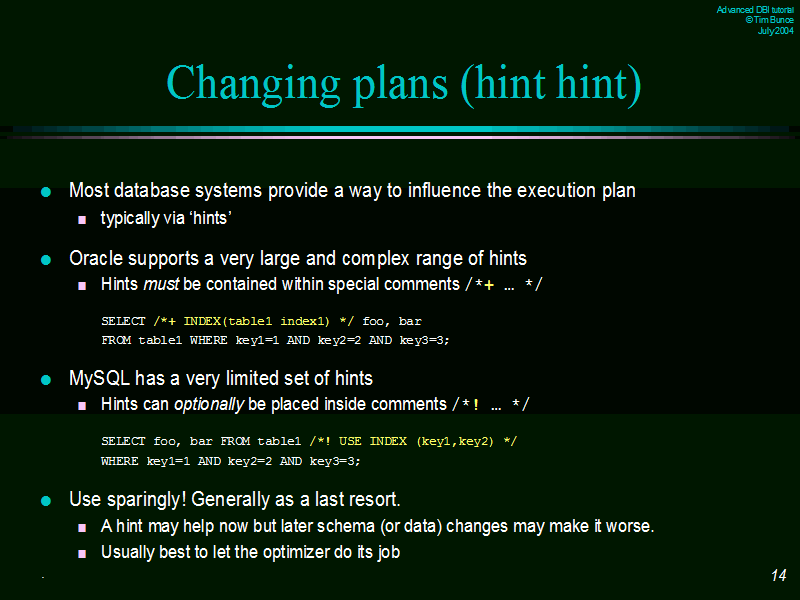 Advanced DBI tutorial
© Tim Bunce
July 2004
Changing plans (hint hint)
Most database systems provide a way to influence the execution plan
typically via ‘hints’
Oracle supports a very large and complex range of hints
Hints must be contained within special comments /*+ … */
SELECT /*+ INDEX(table1 index1) */ foo, bar
FROM table1 WHERE key1=1 AND key2=2 AND key3=3;
MySQL has a very limited set of hints
Hints can optionally be placed inside comments /*! … */
SELECT foo, bar FROM table1 /*! USE INDEX (key1,key2) */
WHERE key1=1 AND key2=2 AND key3=3;
Use sparingly! Generally as a last resort.
A hint may help now but later schema (or data) changes may make it worse.
Usually best to let the optimizer do its job
.
14